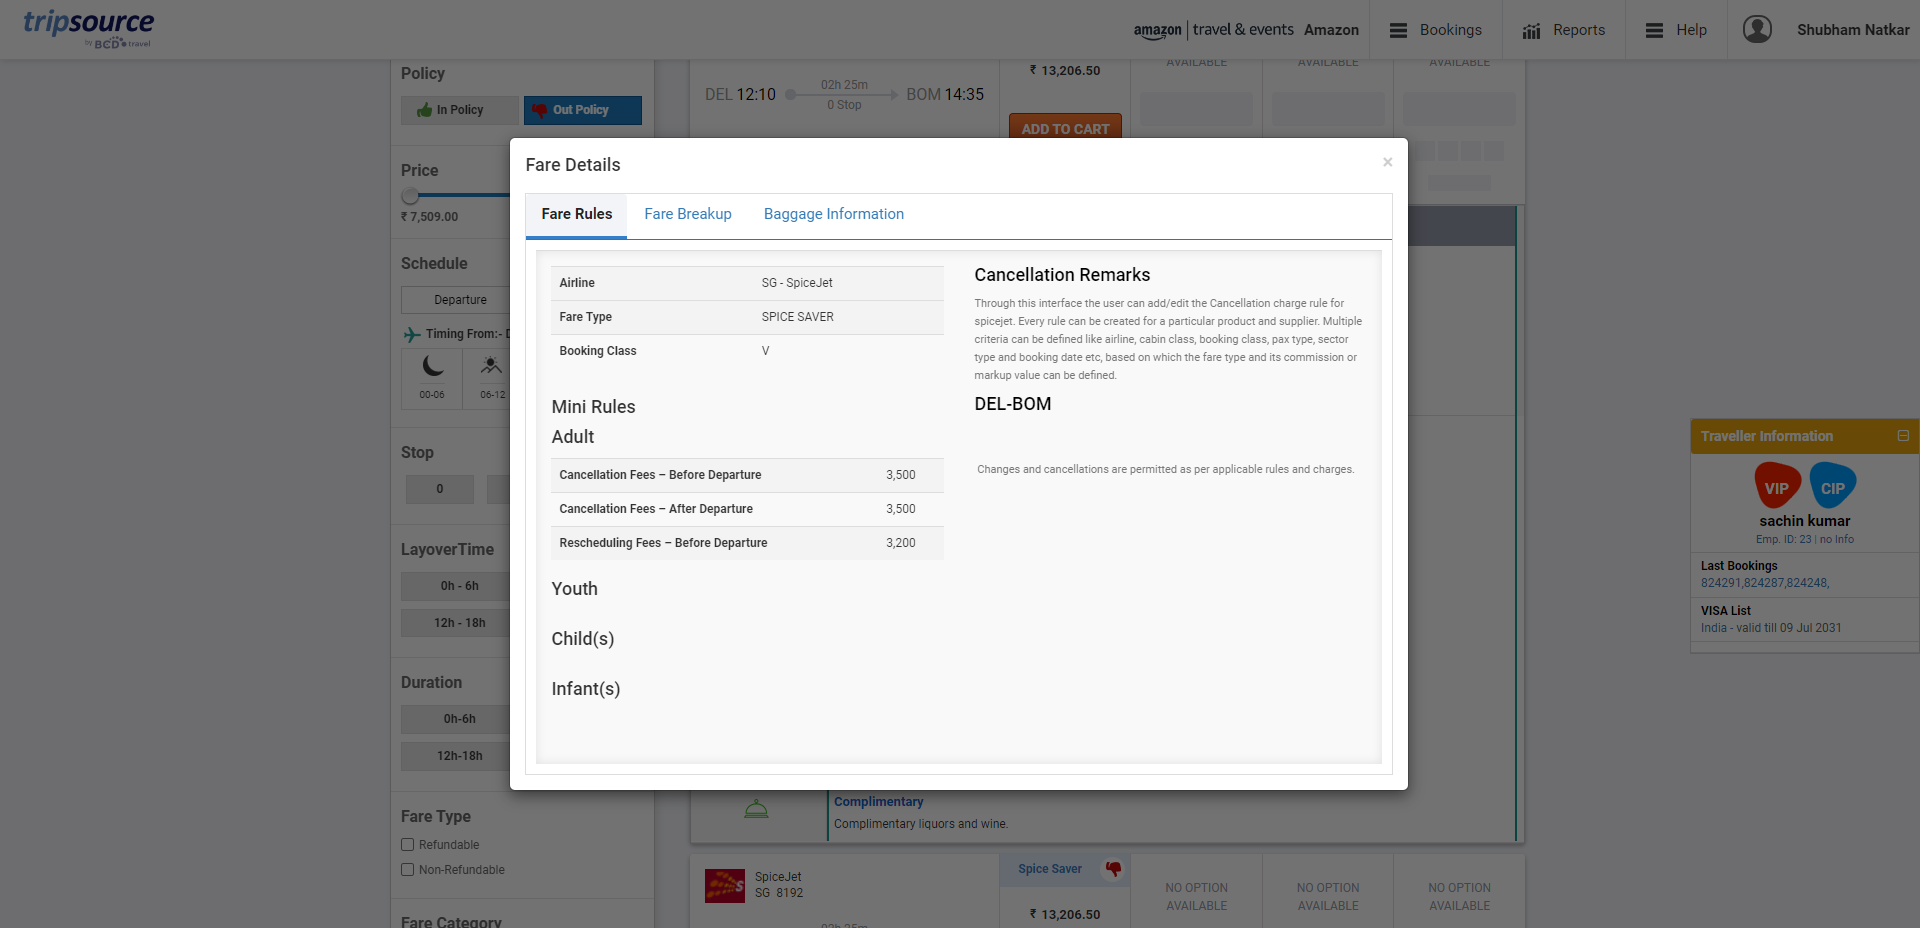 tripsource
by BCD travel
amazon | travel & events Amazon
Bookings
Reports
Help
Shubham Natkar
Policy
In Policy
Out Policy
Price
₹ 7,509.00
Schedule
Departure
Timing From:- D
00-06
06-12
Stop
0
LayoverTime
0h - 6h
12h - 18h
Duration
0h-6h
12h-18h
Fare Type
Refundable
Non-Refundable
Fare Category
DEL 12:10
02h 25m
0 Stop
BOM 14:35
₹ 13,206.50
ADD TO CART
AVAILABLE
AVAILABLE
AVAILABLE
Fare Details
×
Fare Rules
Fare Breakup
Baggage Information
Airline SG - SpiceJet
Fare Type SPICE SAVER
Booking Class V
Mini Rules
Adult
Cancellation Fees – Before Departure 3,500
Cancellation Fees – After Departure 3,500
Rescheduling Fees – Before Departure 3,200
Youth
Child(s)
Infant(s)
Cancellation Remarks
Through this interface the user can add/edit the Cancellation charge rule for
spicejet. Every rule can be created for a particular product and supplier. Multiple
criteria can be defined like airline, cabin class, booking class, pax type, sector
type and booking date etc, based on which the fare type and its commission or
markup value can be defined.
DEL-BOM
Changes and cancellations are permitted as per applicable rules and charges.
Complimentary
Complimentary liquors and wine.
SpiceJet
SG 8192
02h 25m
Spice Saver
₹ 13,206.50
NO OPTION
AVAILABLE
NO OPTION
AVAILABLE
NO OPTION
AVAILABLE
Traveller Information
VIP
CIP
sachin kumar
Emp. ID: 23 | no Info
Last Bookings
824291,824287,824248,
VISA List
India - valid till 09 Jul 2031